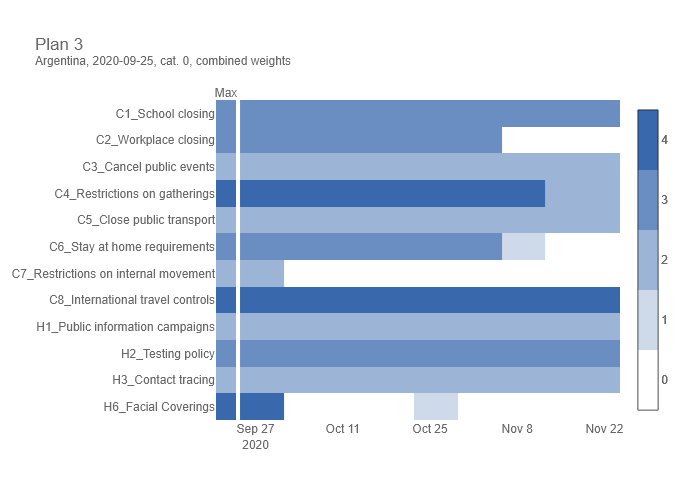 Plan 3
Argentina, 2020-09-25, cat. 0, combined weights
Max
C1_School closing
C2_Workplace closing
C3_Cancel public events
C4_Restrictions on gatherings
C5_Close public transport
C6_Stay at home requirements
C7_Restrictions on internal movement
C8_International travel controls
H1_Public information campaigns
H2_Testing policy
H3_Contact tracing
H6_Facial Coverings
4
3
2
1
0
Sep 27 Oct 11 Oct 25 Nov 8 Nov 22
2020